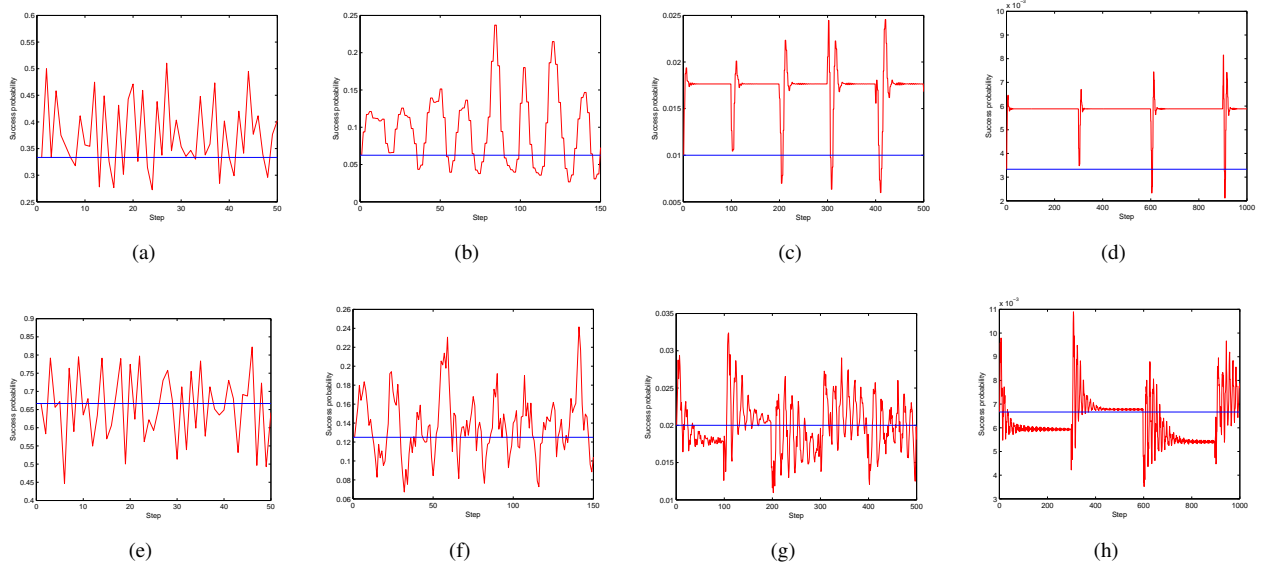 0.6
0.55
0.5
0.45
0.4
0.35
0.3
0.25
0 10 20 30 40 50
Step
Success probability
(a)
0.25
0.2
0.15
0.1
0.05
0
0 50 100 150
Step
Success probability
(b)
0.025
0.02
0.015
0.01
0.005
0 100 200 300 400 500
Step
Success probability
(c)
x 10⁻³
10
9
8
7
6
5
4
3
2
0 200 400 600 800 1000
Step
Success probability
(d)
0.9
0.85
0.8
0.75
0.7
0.65
0.6
0.55
0.5
0.45
0.4
0 10 20 30 40 50
Step
Success probability
(e)
0.26
0.24
0.22
0.2
0.18
0.16
0.14
0.12
0.1
0.08
0.06
0 50 100 150
Step
Success probability
(f)
0.035
0.03
0.025
0.02
0.015
0.01
0 100 200 300 400 500
Step
Success probability
(g)
x 10⁻³
11
10
9
8
7
6
5
4
3
0 200 400 600 800 1000
Step
Success probability
(h)